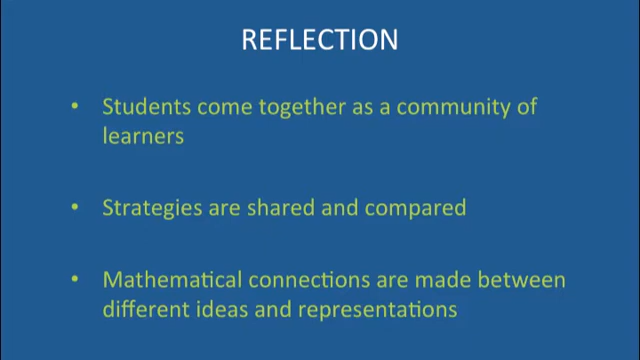 REFLECTION
• Students come together as a community of
learners
• Strategies are shared and compared
• Mathematical connections are made between
different ideas and representations